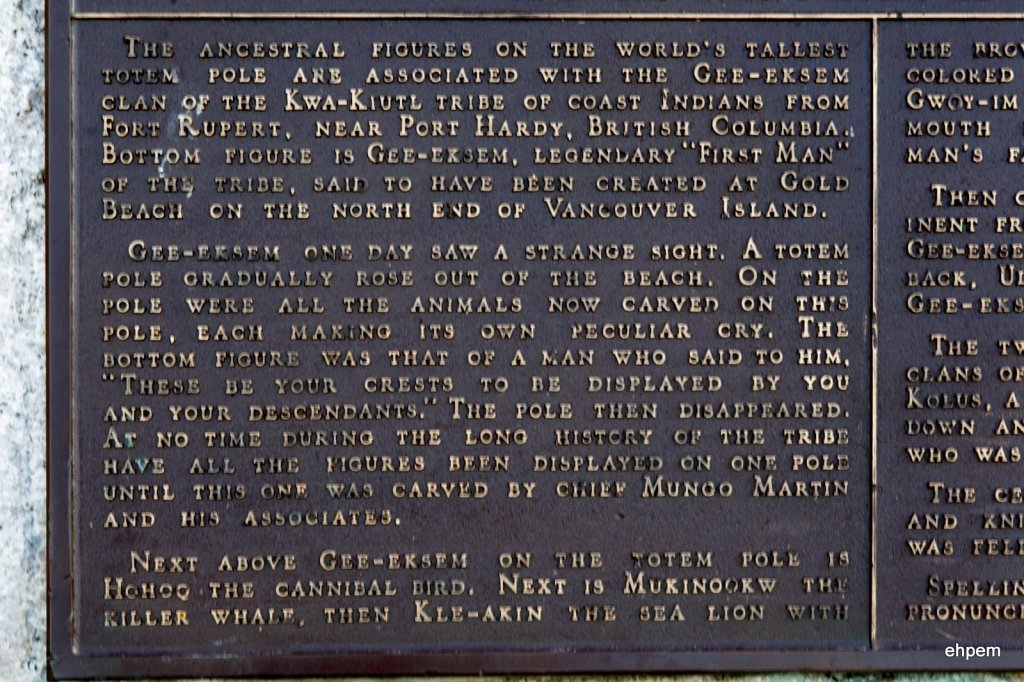 THE ANCESTRAL FIGURES ON THE WORLD'S TALLEST
TOTEM POLE ARE ASSOCIATED WITH THE GEE-EKSEM
CLAN OF THE KWA-KIUTL TRIBE OF COAST INDIANS FROM
FORT RUPERT, NEAR PORT HARDY, BRITISH COLUMBIA.
BOTTOM FIGURE IS GEE-EKSEM, LEGENDARY "FIRST MAN"
OF THE TRIBE, SAID TO HAVE BEEN CREATED AT GOLD
BEACH ON THE NORTH END OF VANCOUVER ISLAND.
GEE-EKSEM ONE DAY SAW A STRANGE SIGHT. A TOTEM
POLE GRADUALLY ROSE OUT OF THE BEACH. ON THE
POLE WERE ALL THE ANIMALS NOW CARVED ON THIS
POLE, EACH MAKING ITS OWN PECULIAR CRY. THE
BOTTOM FIGURE WAS THAT OF A MAN WHO SAID TO HIM,
"THESE BE YOUR CRESTS TO BE DISPLAYED BY YOU
AND YOUR DESCENDANTS." THE POLE THEN DISAPPEARED.
AT NO TIME DURING THE LONG HISTORY OF THE TRIBE
HAVE ALL THE FIGURES BEEN DISPLAYED ON ONE POLE
UNTIL THIS ONE WAS CARVED BY CHIEF MUNGO MARTIN
AND HIS ASSOCIATES.
NEXT ABOVE GEE-EKSEM ON THE TOTEM POLE IS
HOHOQ THE CANNIBAL BIRD. NEXT IS MUKINOOKW THE
KILLER WHALE, THEN KLE-AKIN THE SEA LION WITH
THE
COLORED
GWOY-IM
MOUTH
MAN'S
THEN
INENT
BACK,
THE
CLANS
KOLUS, A
DOWN
WHO WAS
THE
AND
WAS
ehpem